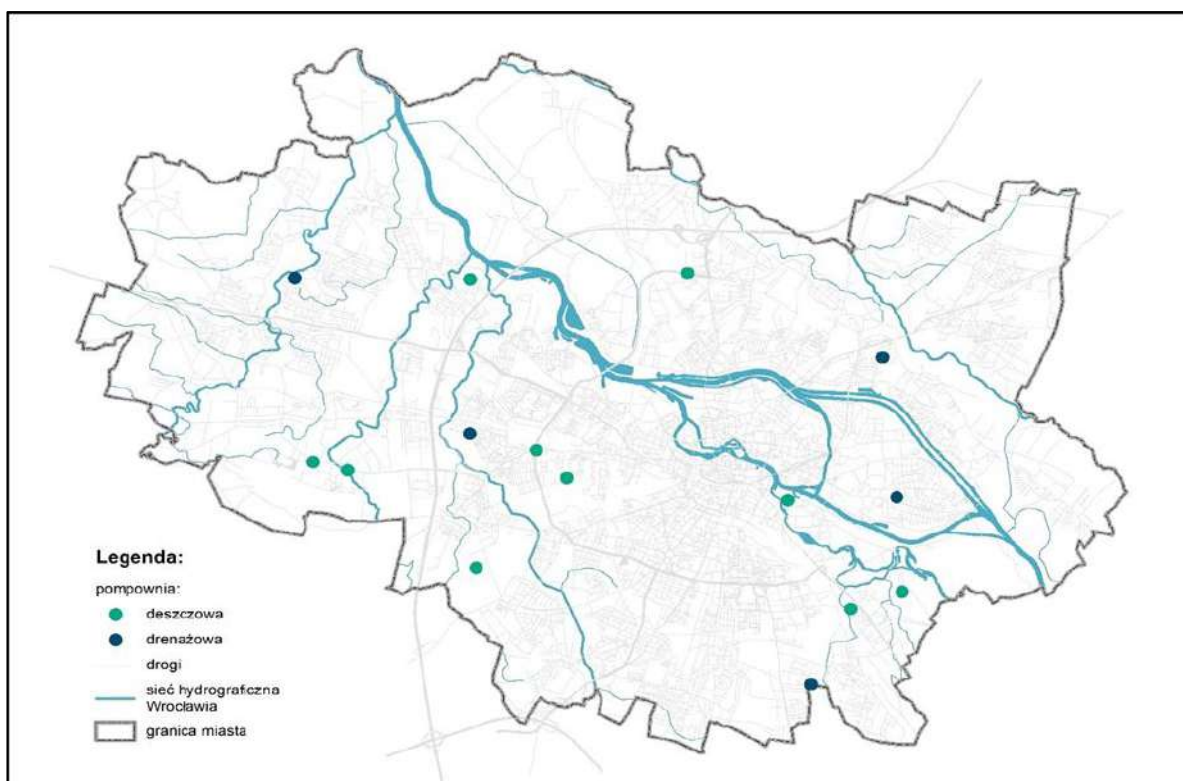 Legenda:
pompownia:
deszczowa
drenażowa
drogi
sieć hydrograficzna
Wrocławia
granica miasta